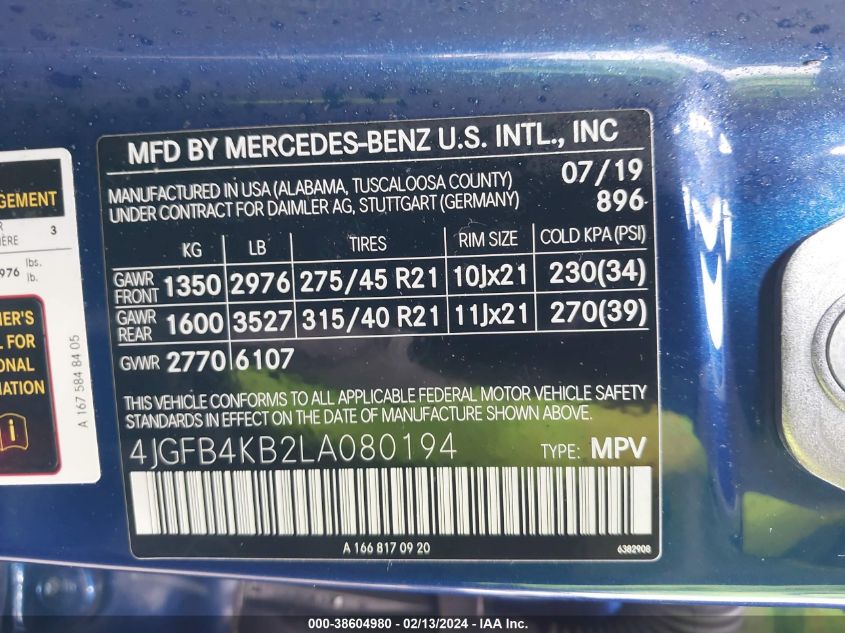 GEMENT
3
976 lbs.
lb.
A 167 584 84 05
MFD BY MERCEDES-BENZ U.S. INTL., INC
MANUFACTURED IN USA (ALABAMA, TUSCALOOSA COUNTY) 07/19
UNDER CONTRACT FOR DAIMLER AG, STUTTGART (GERMANY) 896
KG LB TIRES RIM SIZE COLD KPA(PSI)
GAWR FRONT 1350 2976 275/45 R21 10Jx21 230(34)
GAWR REAR 1600 3527 315/40 R21 11Jx21 270(39)
GVWR 2770 6107
THIS VEHICLE CONFORMS TO ALL APPLICABLE FEDERAL MOTOR VEHICLE SAFETY
STANDARDS IN EFFECT ON THE DATE OF MANUFACTURE SHOWN ABOVE.
4JGFB4KB2LA080194 TYPE: MPV
A 166 817 09 20 6382908
000-38604980 - 02/13/2024 - IAA Inc.